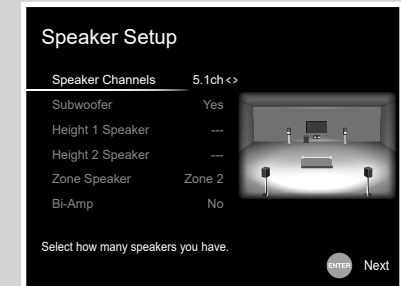 Speaker Setup
Speaker Channels 5.1ch <>
Subwoofer Yes
Height 1 Speaker ---
Height 2 Speaker ---
Zone Speaker Zone 2
Bi-Amp No
Select how many speakers you have.
ENTER Next